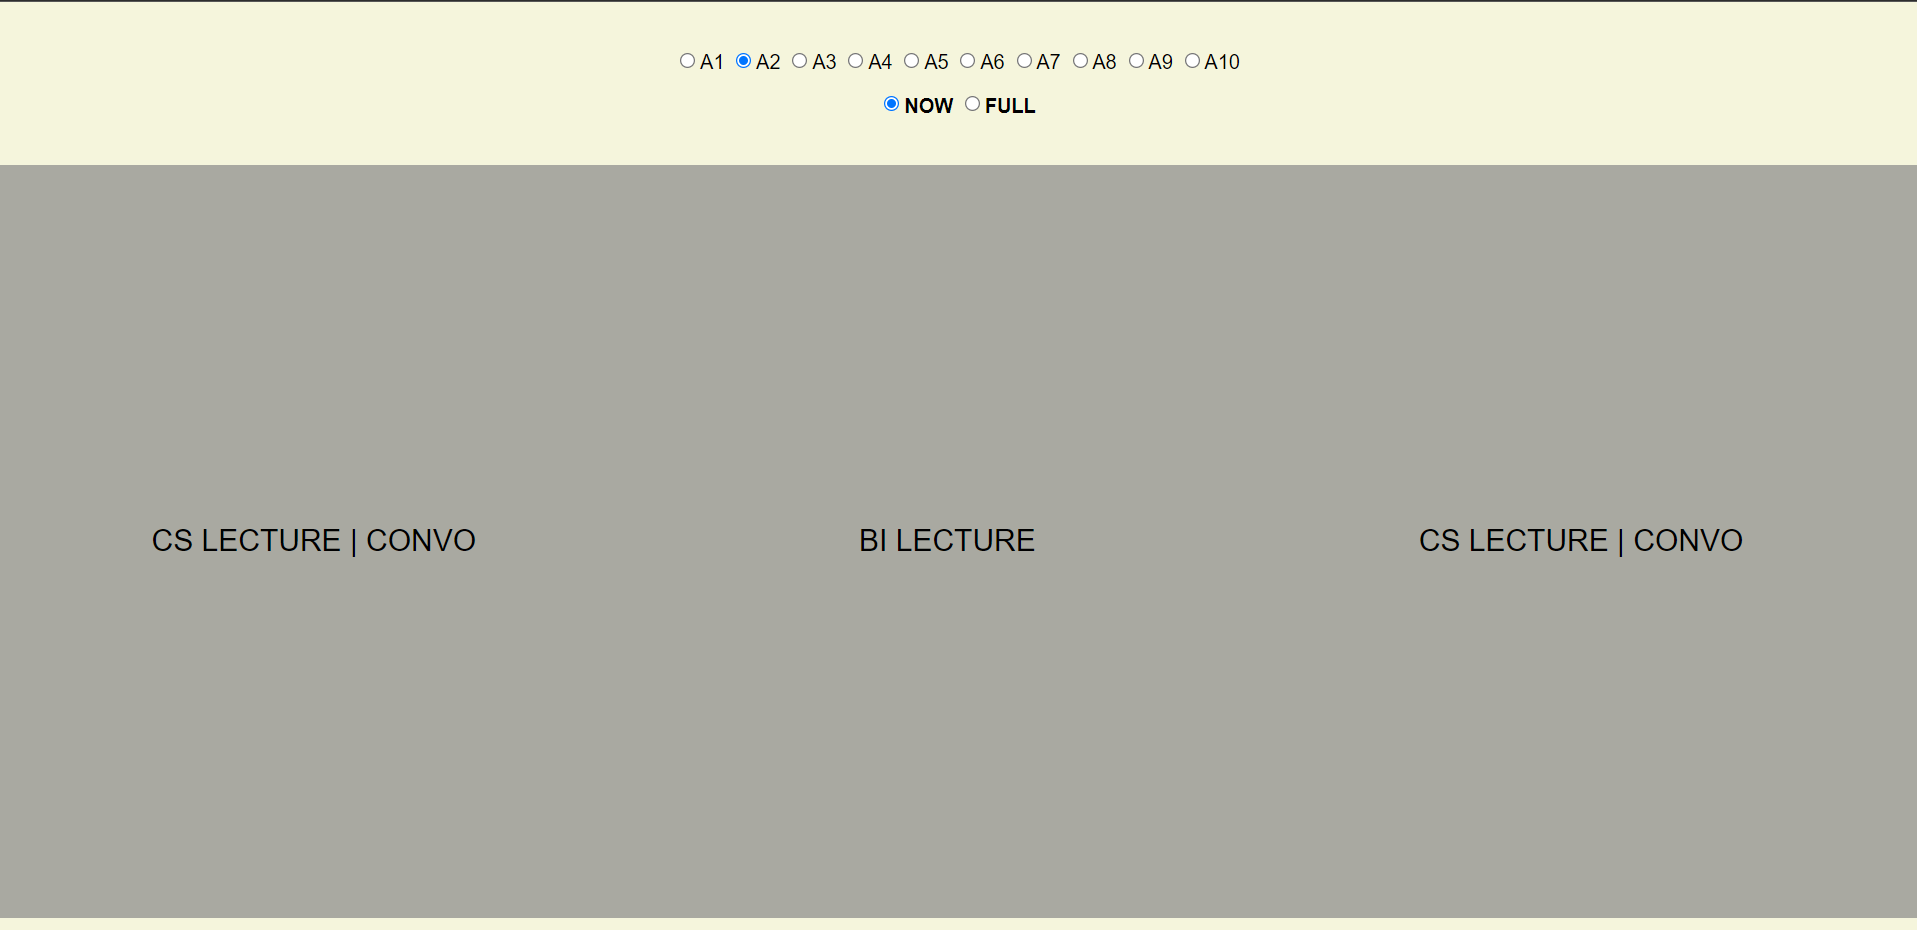 A1 A2 A3 A4 A5 A6 A7 A8 A9 A10
NOW FULL
CS LECTURE | CONVO
BI LECTURE
CS LECTURE | CONVO